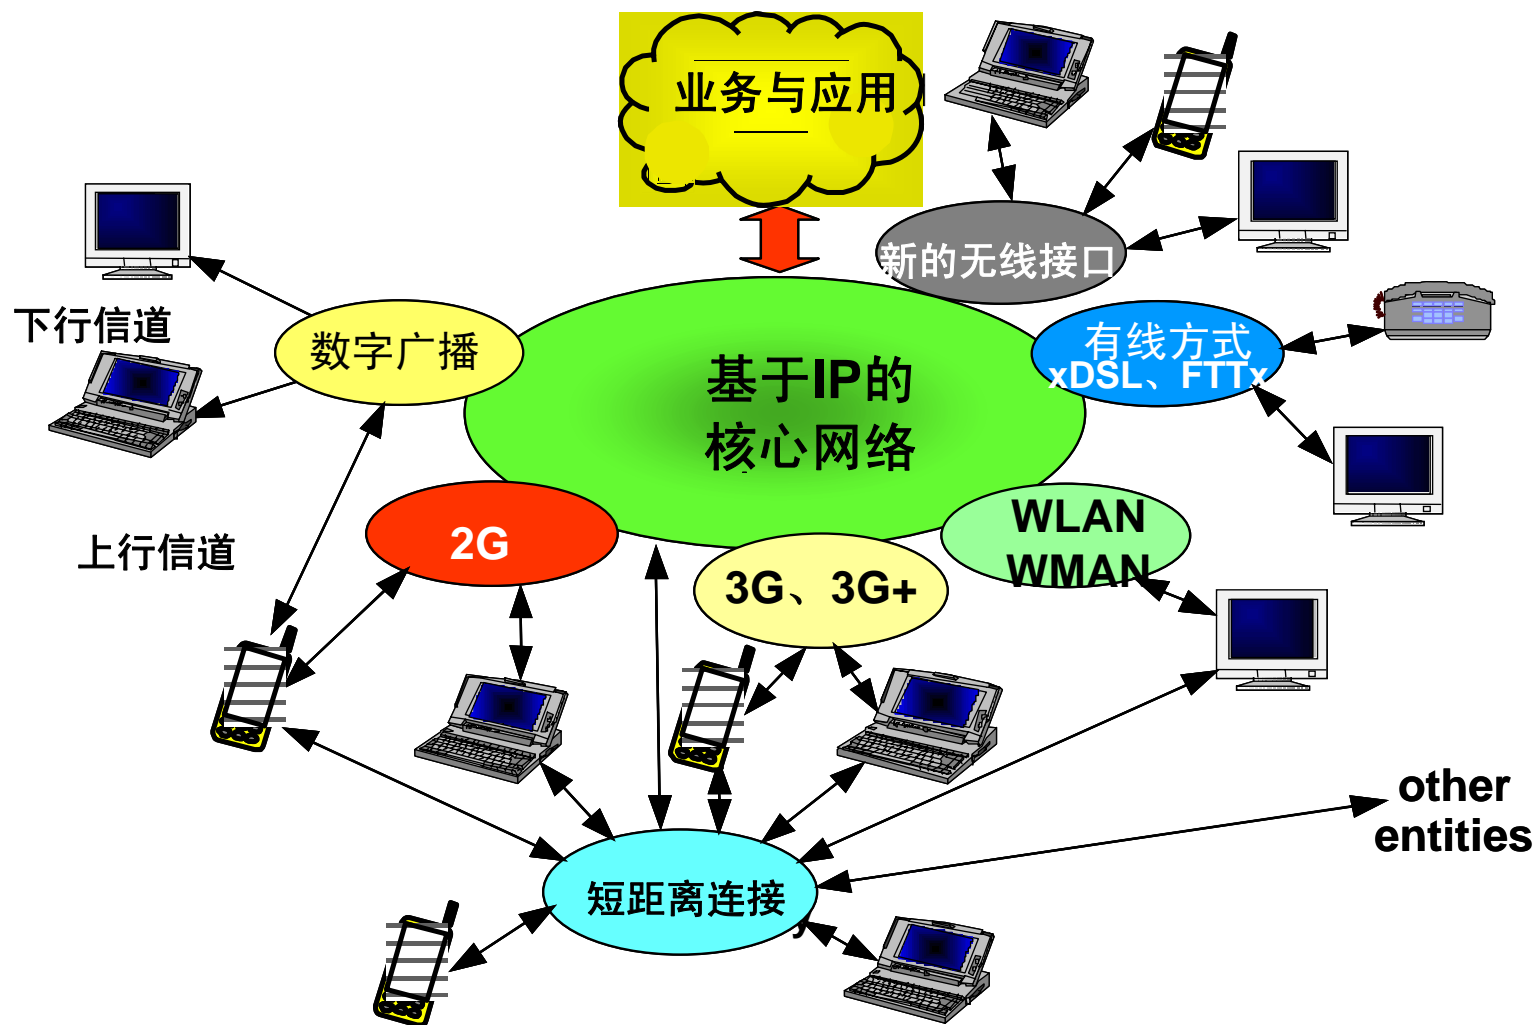 业务与应用
新的无线接口
下行信道
数字广播
有线方式
xDSL、FTTx
基于IP的
核心网络
上行信道
2G
3G、3G+
WLAN
WMAN
other
entities
短距离连接
y